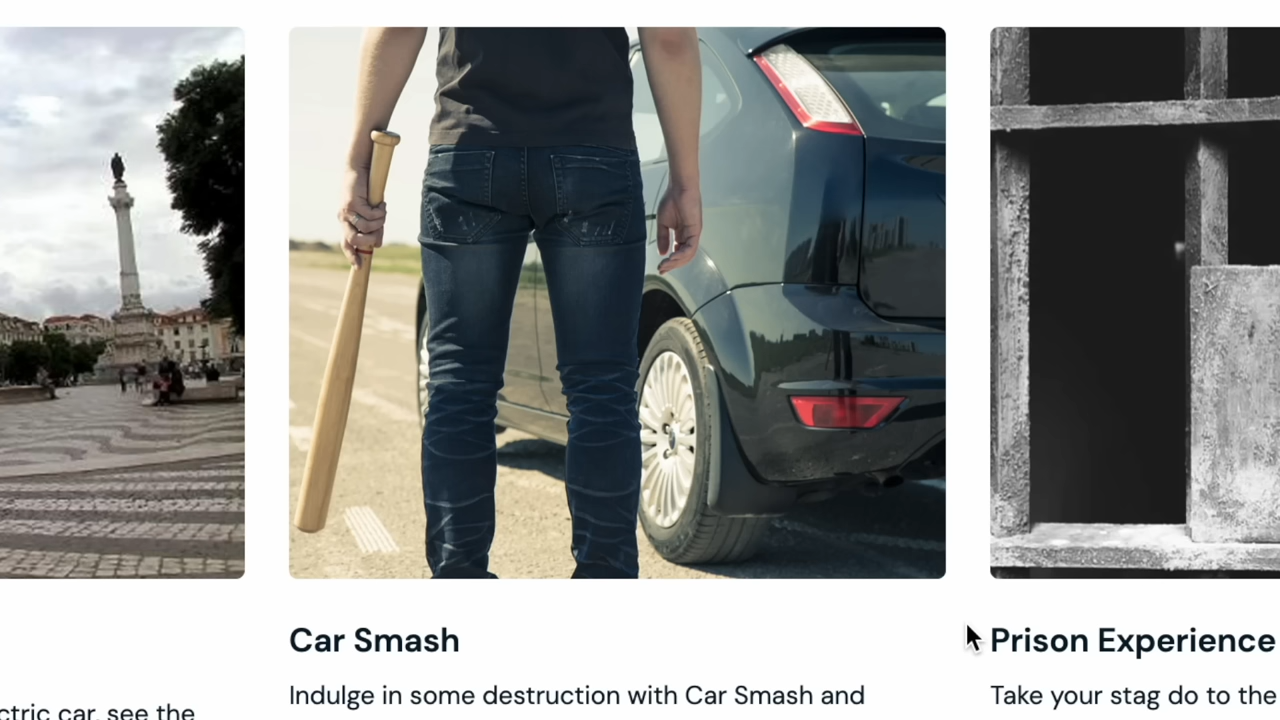 Car Smash
Prison Experience
Indulge in some destruction with Car Smash and
Take your stag do to the
ctric car, see the